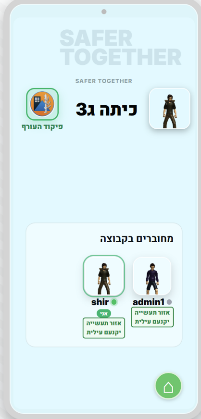 SAFER
TOGETHER
SAFER TOGETHER
כיתה ג3
פיקוד העורף
מחוברים בקבוצה
admin1
shir
אני
אזור תעשייה
יקנעם עילית
אזור תעשייה
יקנעם עילית